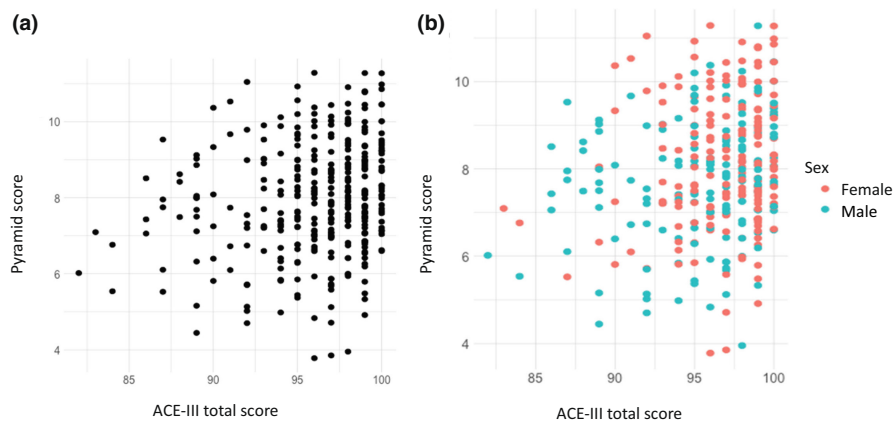 (a)
Pyramid score
10
8
6
4
85
90
95
100
ACE-III total score
(b)
Pyramid score
10
8
6
4
85
90
95
100
ACE-III total score
Sex
Female
Male